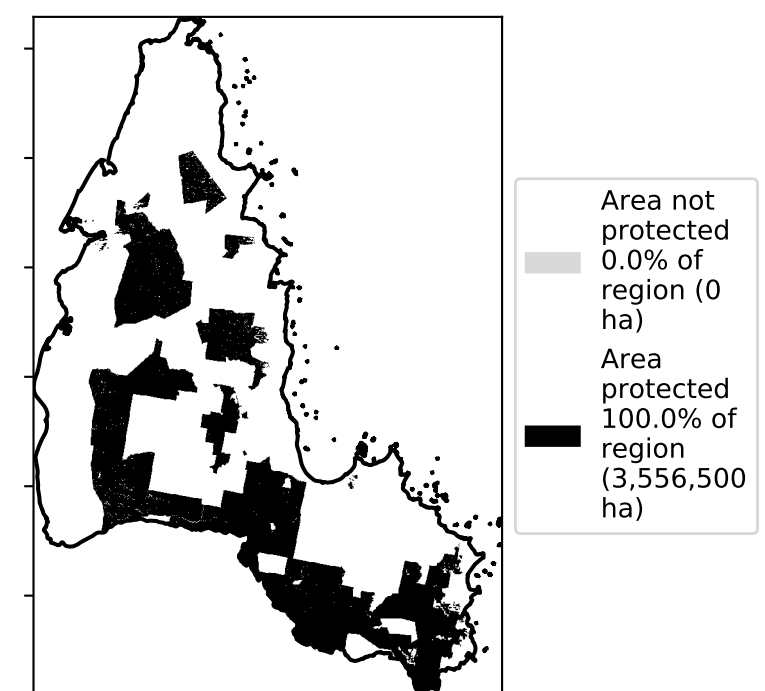 Area not
protected
0.0% of
region (0
ha)
Area
protected
100.0% of
region
(3,556,500
ha)